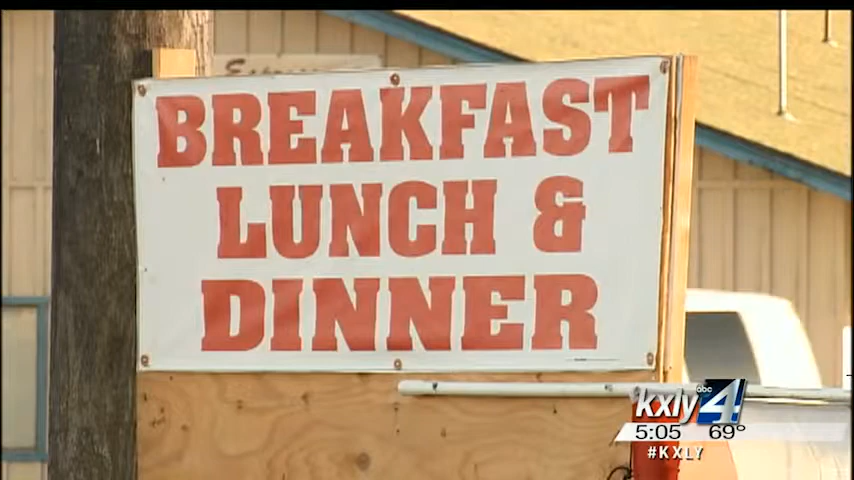 BREAKFAST
LUNCH &
DINNER
kxly abc 4
5:05 69°
#KXLY